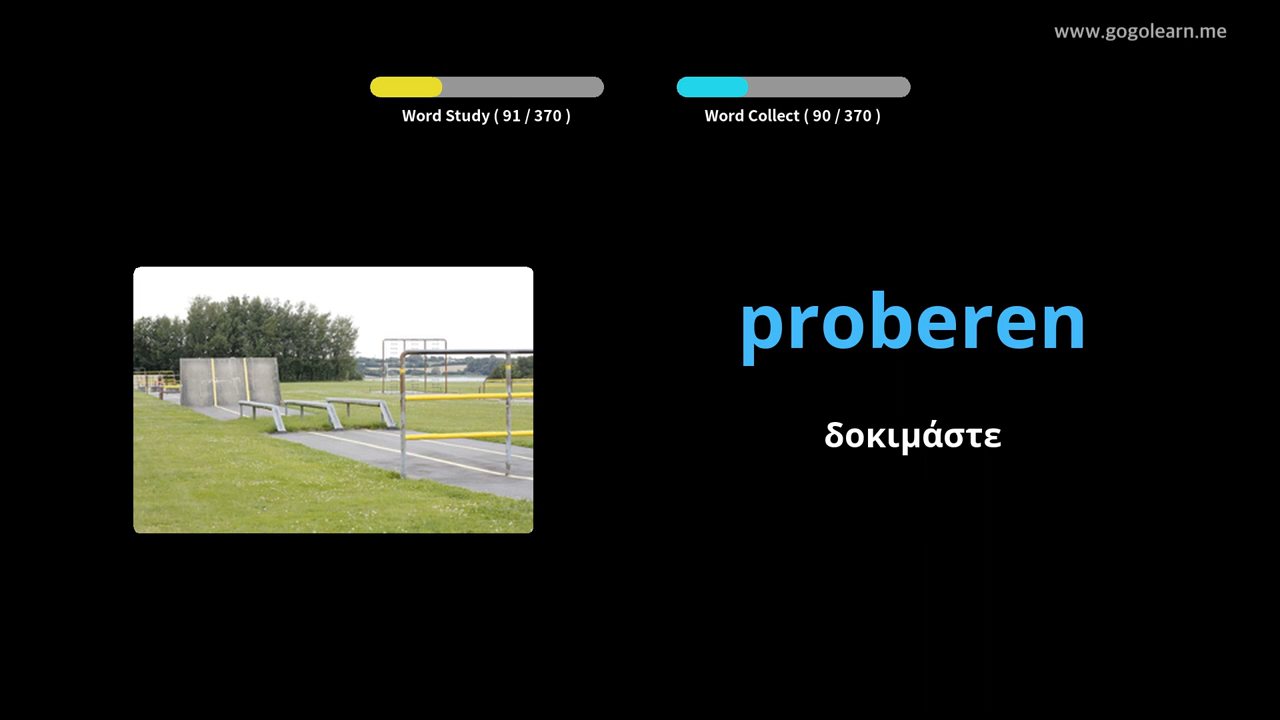 www.gogolearn.me
Word Study ( 91 / 370 )
Word Collect ( 90 / 370 )
proberen
δοκιμάστε